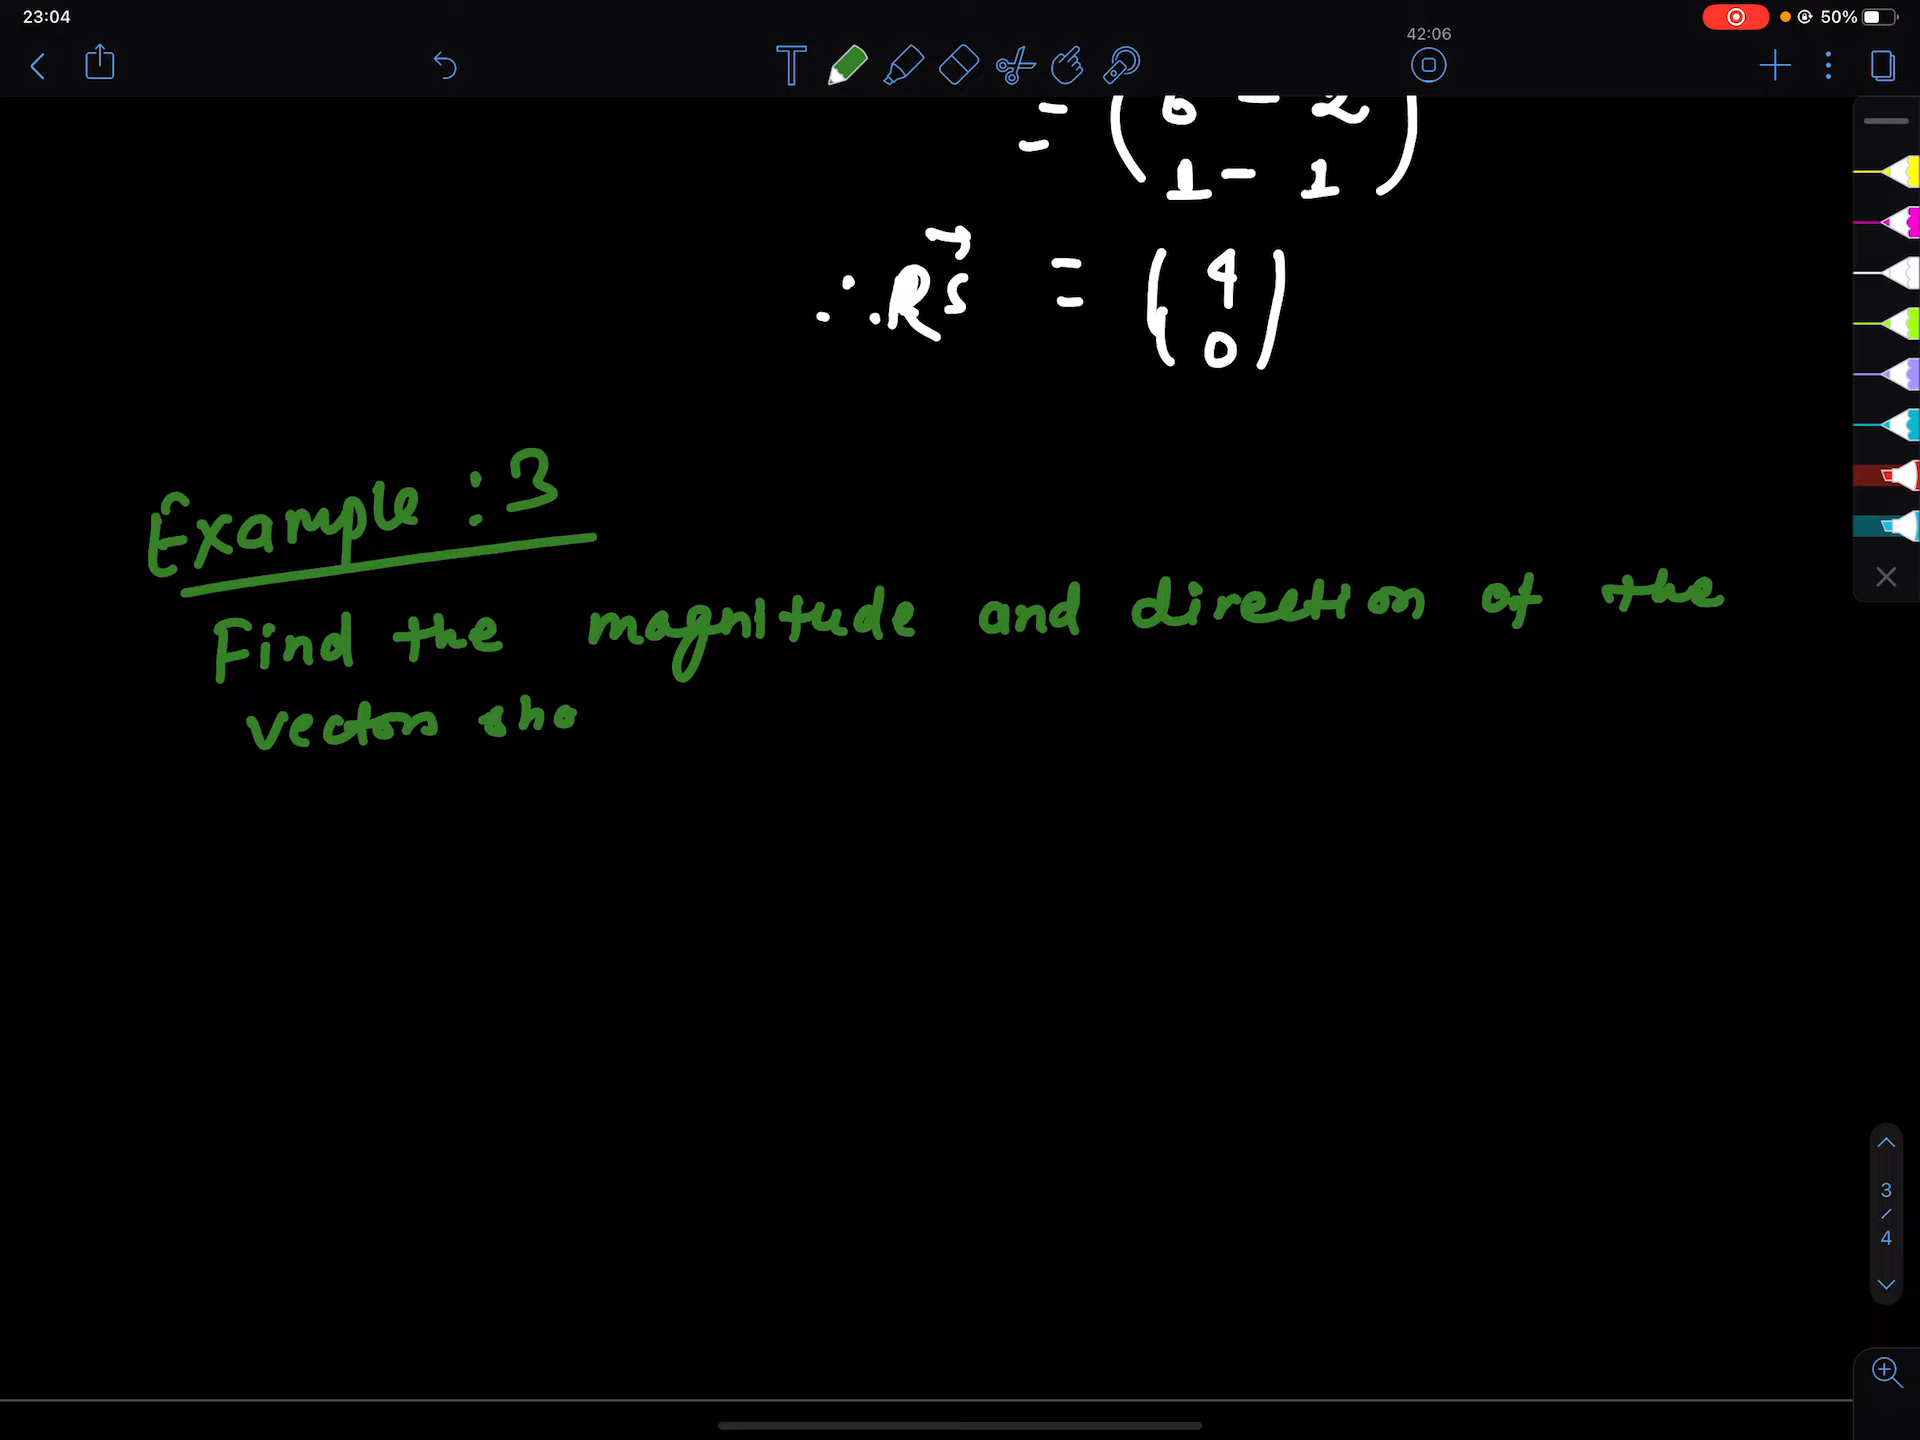 23:04
50%
42:06
= ( 6 - 2
1 - 1 )
∴ R⃗S = ( 4
0 )
Example : 3
Find the magnitude and direction of the
vectors sho
3
/
4